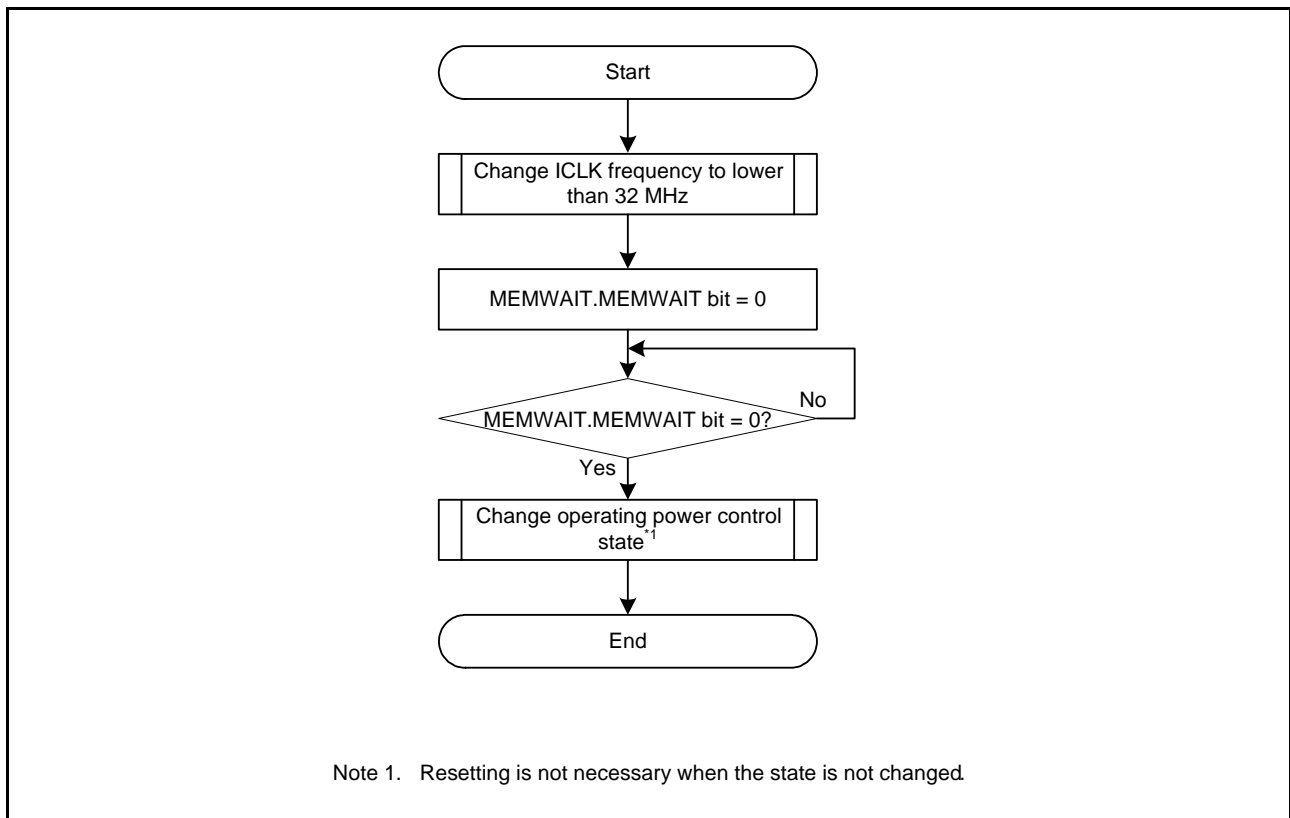 Start
Change ICLK frequency to lower
than 32 MHz
MEMWAIT.MEMWAIT bit = 0
MEMWAIT.MEMWAIT bit = 0?
No
Yes
Change operating power control
state*1
End
Note 1. Resetting is not necessary when the state is not changed.